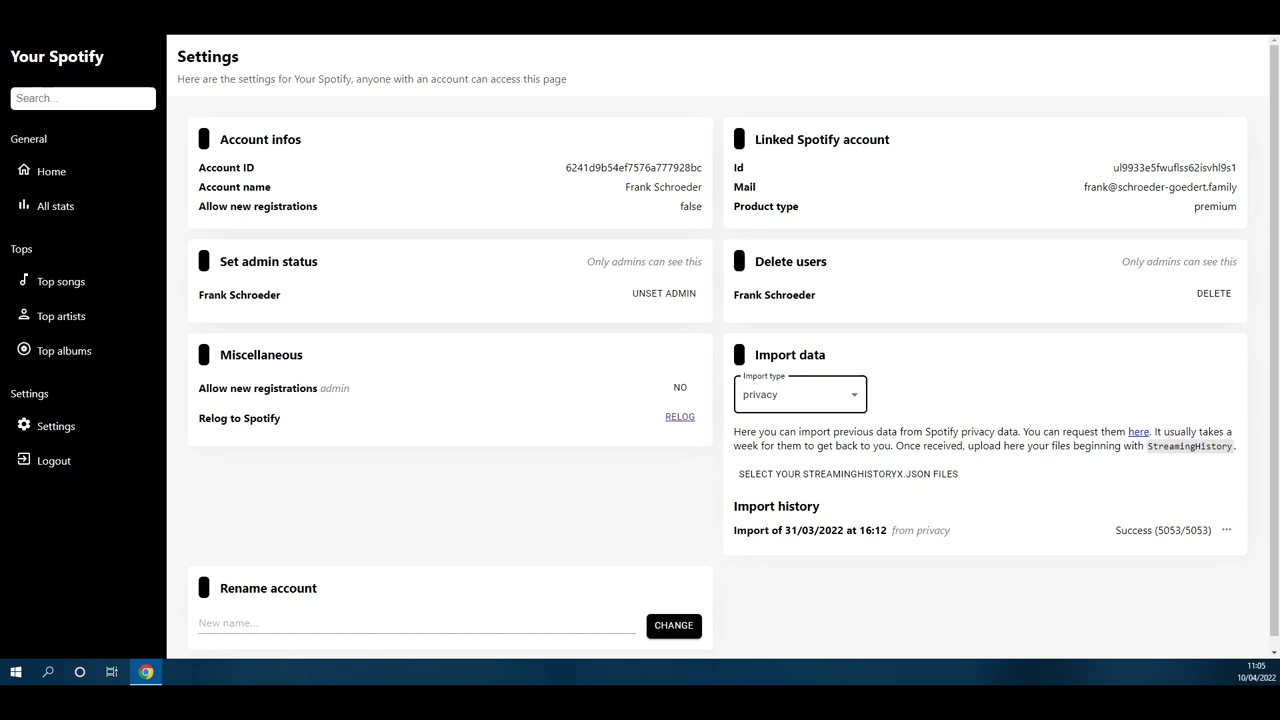 Your Spotify
Search...
General
Home
All stats
Tops
Top songs
Top artists
Top albums
Settings
Settings
Logout
Settings
Here are the settings for Your Spotify, anyone with an account can access this page
Account infos
Account ID 6241d9b54ef7576a777928bc
Account name Frank Schroeder
Allow new registrations false
Linked Spotify account
Id ul9933e5fwuflss62isvhl9s1
Mail frank@schroeder-goedert.family
Product type premium
Set admin status Only admins can see this
Frank Schroeder UNSET ADMIN
Delete users Only admins can see this
Frank Schroeder DELETE
Miscellaneous
Allow new registrations admin NO
Relog to Spotify RELOG
Import data
Import type
privacy
Here you can import previous data from Spotify privacy data. You can request them here. It usually takes a
week for them to get back to you. Once received, upload here your files beginning with StreamingHistory.
SELECT YOUR STREAMINGHISTORYX.JSON FILES
Import history
Import of 31/03/2022 at 16:12 from privacy Success (5053/5053) ···
Rename account
New name... CHANGE
11:05
10/04/2022